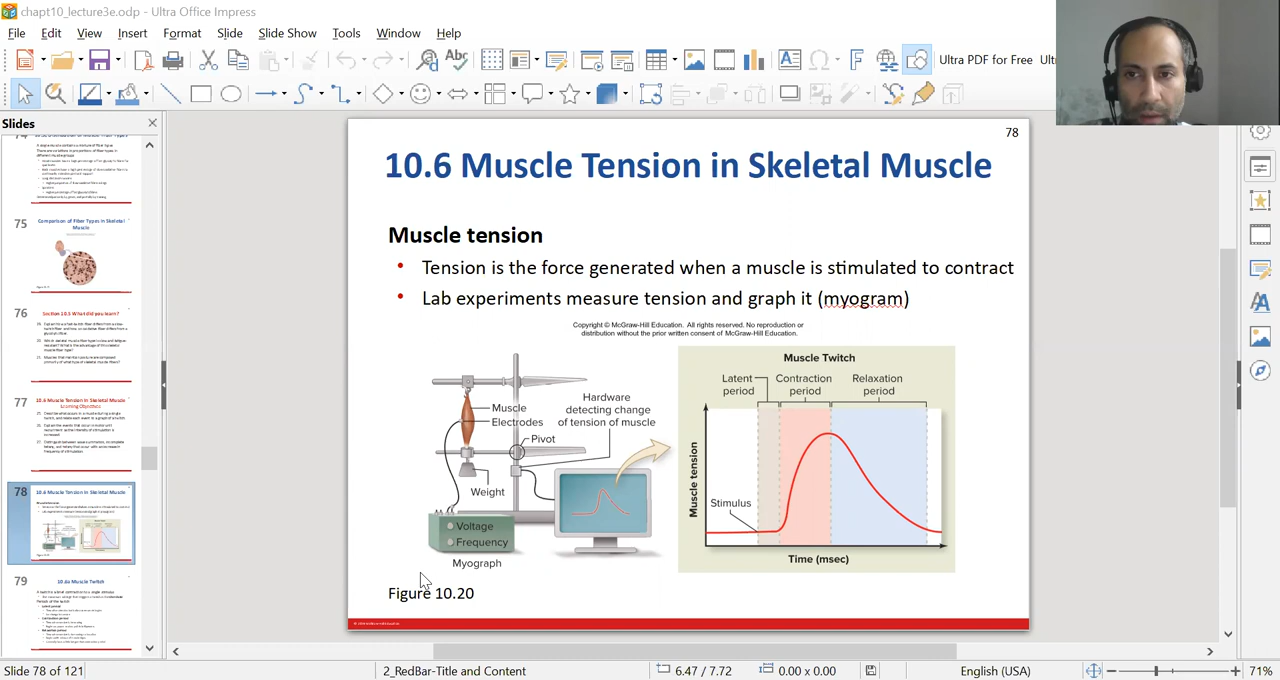 chapt10_lecture3e.odp - Ultra Office Impress
File Edit View Insert Format Slide Slide Show Tools Window Help
Ultra PDF for Free
Slides
78
10.6 Muscle Tension in Skeletal Muscle
Muscle tension
• Tension is the force generated when a muscle is stimulated to contract
• Lab experiments measure tension and graph it (myogram)
Copyright © McGraw-Hill Education. All rights reserved. No reproduction or
distribution without the prior written consent of McGraw-Hill Education.
Muscle
Electrodes
Pivot
Weight
Hardware
detecting change
of tension of muscle
Voltage
Frequency
Myograph
Muscle Twitch
Latent
period
Contraction
period
Relaxation
period
Muscle tension
Stimulus
Time (msec)
Figure 10.20
75
Comparison of Fiber Types in Skeletal
Muscle
76
Section 10.5 What did you learn?
77
10.6 Muscle Tension in Skeletal Muscle
Learning Objectives
78
10.6 Muscle Tension in Skeletal Muscle
79
10.6a Muscle Twitch
Slide 78 of 121
2_RedBar-Title and Content
6.47 / 7.72
0.00 x 0.00
English (USA)
71%